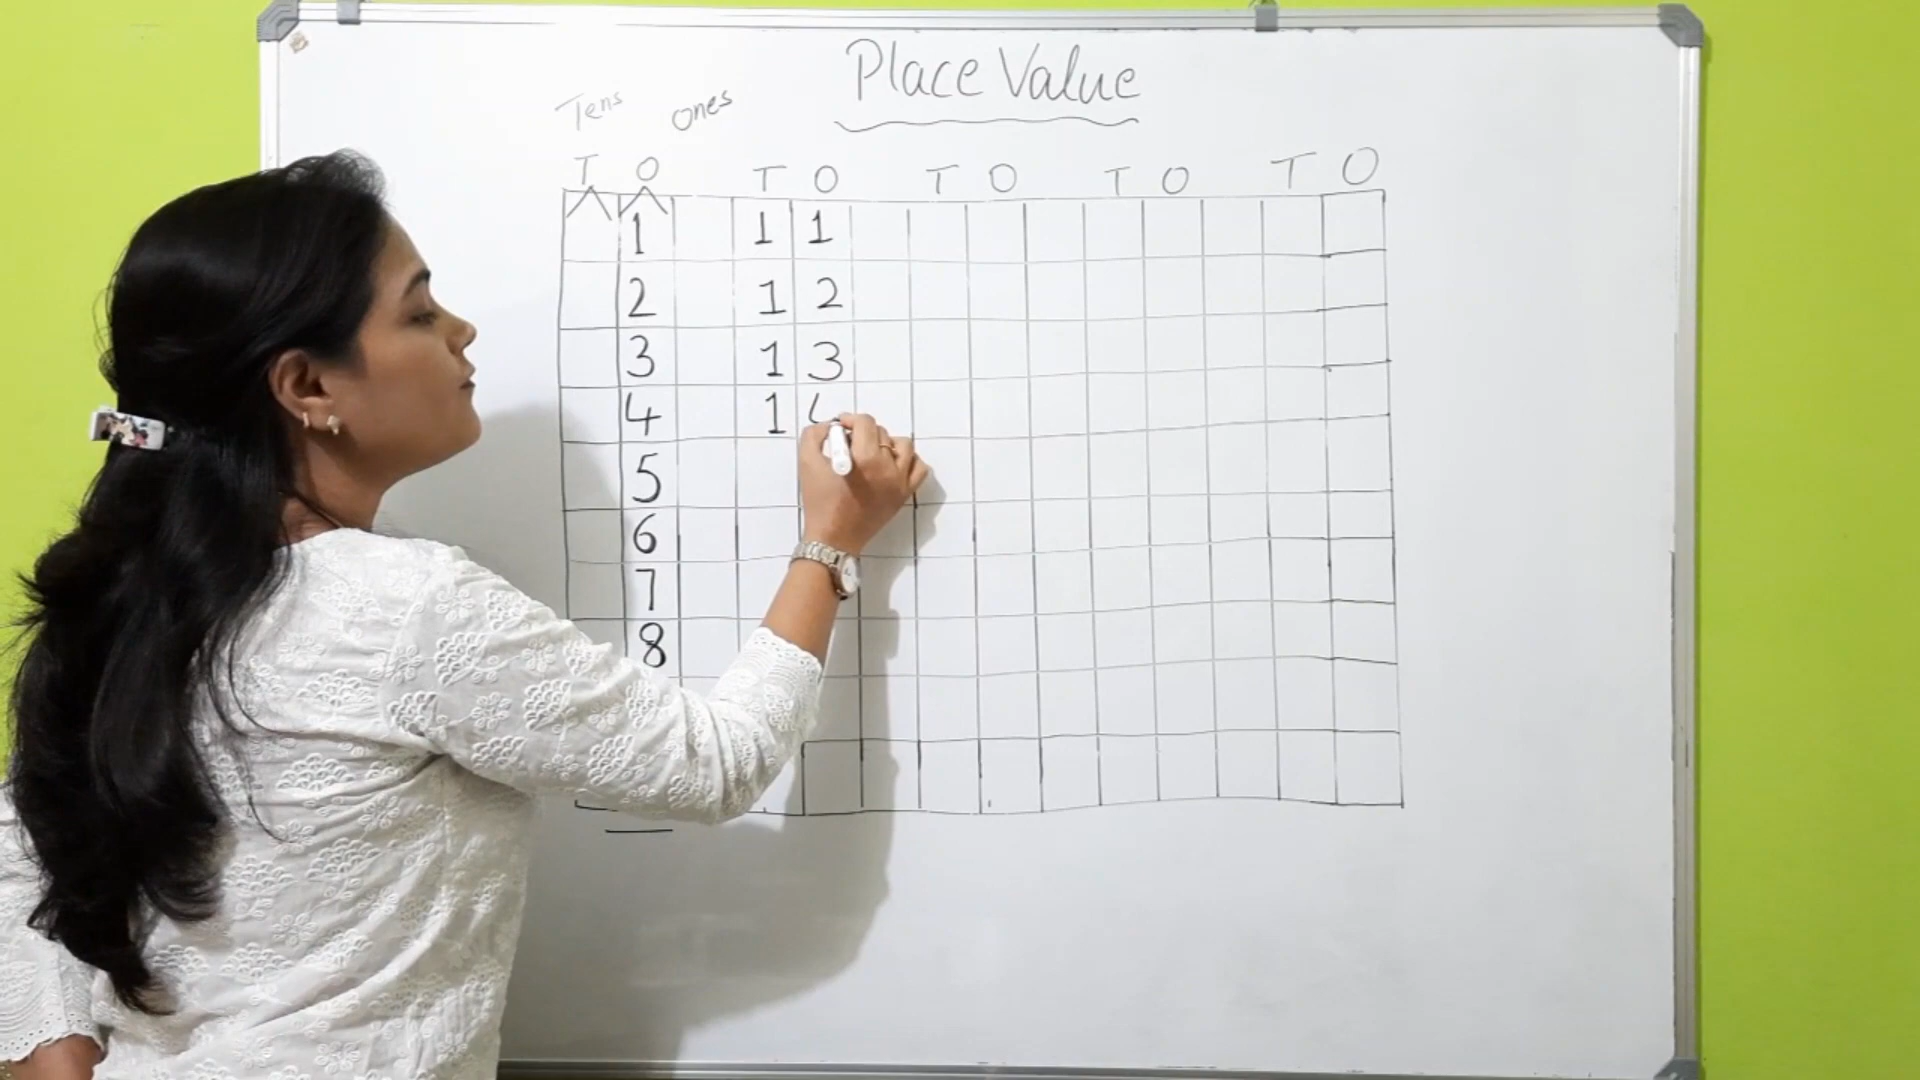 Place Value
Tens ones
T O T O T O T O T O
1 1 1
2 1 2
3 1 3
4 1 4
5
6
7
8